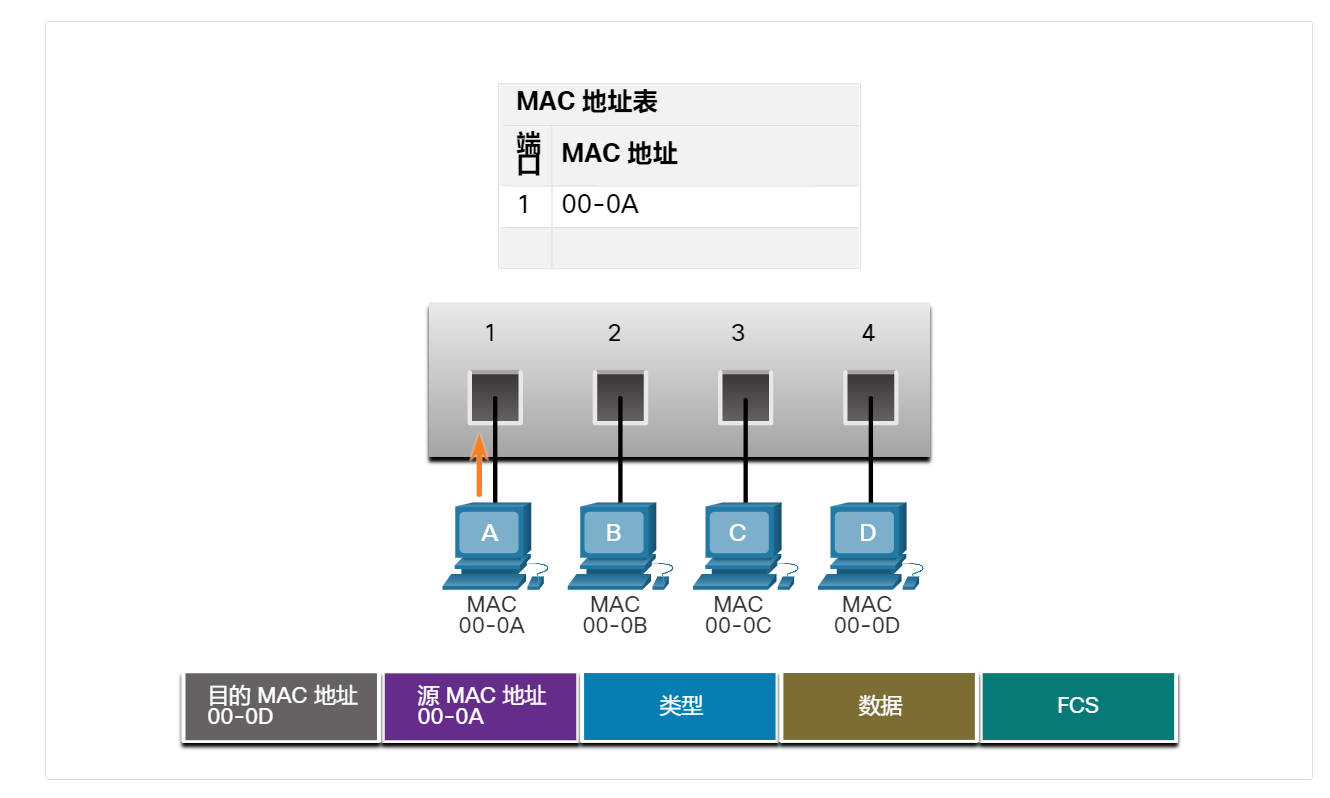 MAC 地址表
端口 MAC 地址
1 00-0A
1 2 3 4
A B C D
MAC MAC MAC MAC
00-0A 00-0B 00-0C 00-0D
目的 MAC 地址
00-0D
源 MAC 地址
00-0A
类型
数据
FCS